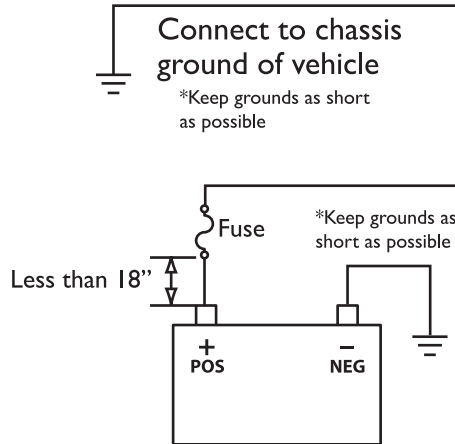 Connect to chassis
ground of vehicle
*Keep grounds as short
as possible
Fuse
*Keep grounds as
short as possible
Less than 18”
+
POS
–
NEG